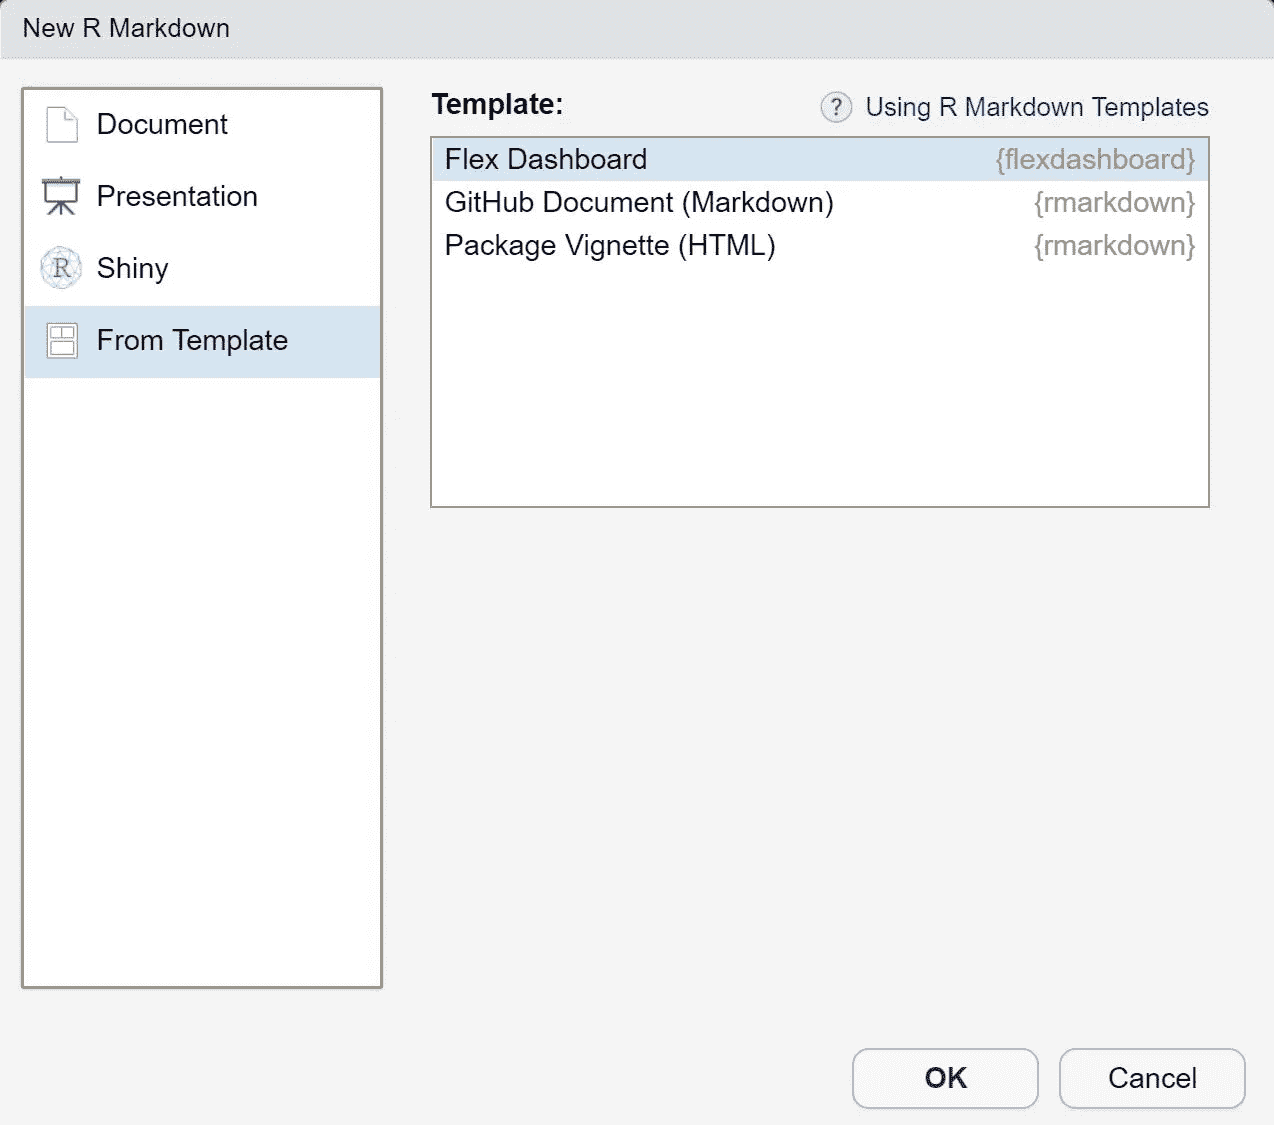 New R Markdown
Document
Presentation
R Shiny
From Template
Template:
? Using R Markdown Templates
Flex Dashboard {flexdashboard}
GitHub Document (Markdown) {rmarkdown}
Package Vignette (HTML) {rmarkdown}
OK Cancel